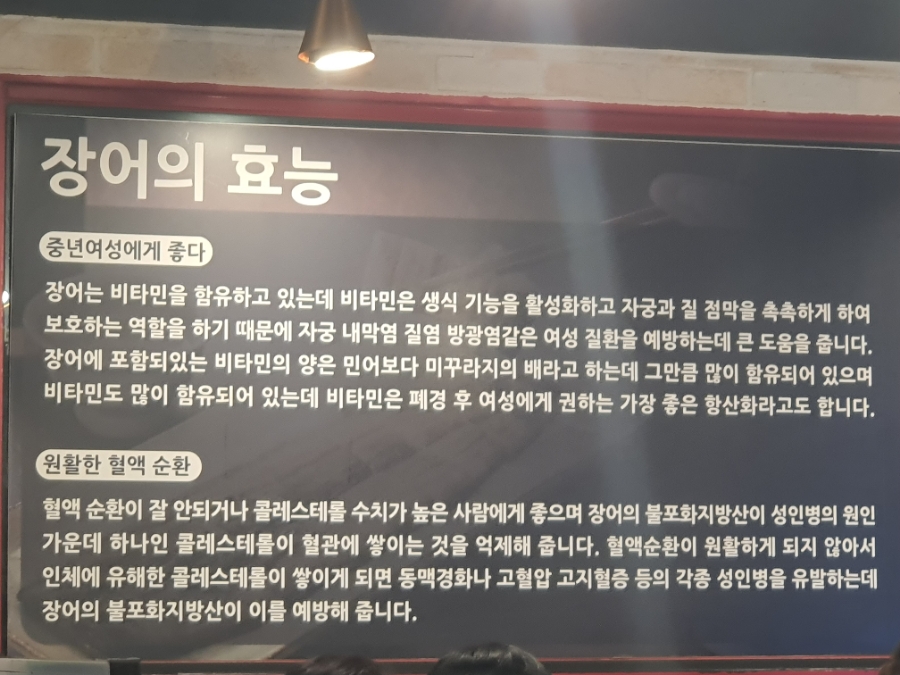 장어의 효능
중년여성에게 좋다
장어는 비타민을 함유하고 있는데 비타민은 생식 기능을 활성화하고 자궁과 질 점막을 촉촉하게 하여
보호하는 역할을 하기 때문에 자궁 내막염 질염 방광염같은 여성 질환을 예방하는데 큰 도움을 줍니다.
장어에 포함되있는 비타민의 양은 민어보다 미꾸라지의 배라고 하는데 그만큼 많이 함유되어 있으며
비타민도 많이 함유되어 있는데 비타민은 폐경 후 여성에게 권하는 가장 좋은 항산화라고도 합니다.
원활한 혈액 순환
혈액 순환이 잘 안되거나 콜레스테롤 수치가 높은 사람에게 좋으며 장어의 불포화지방산이 성인병의 원인
가운데 하나인 콜레스테롤이 혈관에 쌓이는 것을 억제해 줍니다. 혈액순환이 원활하게 되지 않아서
인체에 유해한 콜레스테롤이 쌓이게 되면 동맥경화나 고혈압 고지혈증 등의 각종 성인병을 유발하는데
장어의 불포화지방산이 이를 예방해 줍니다.